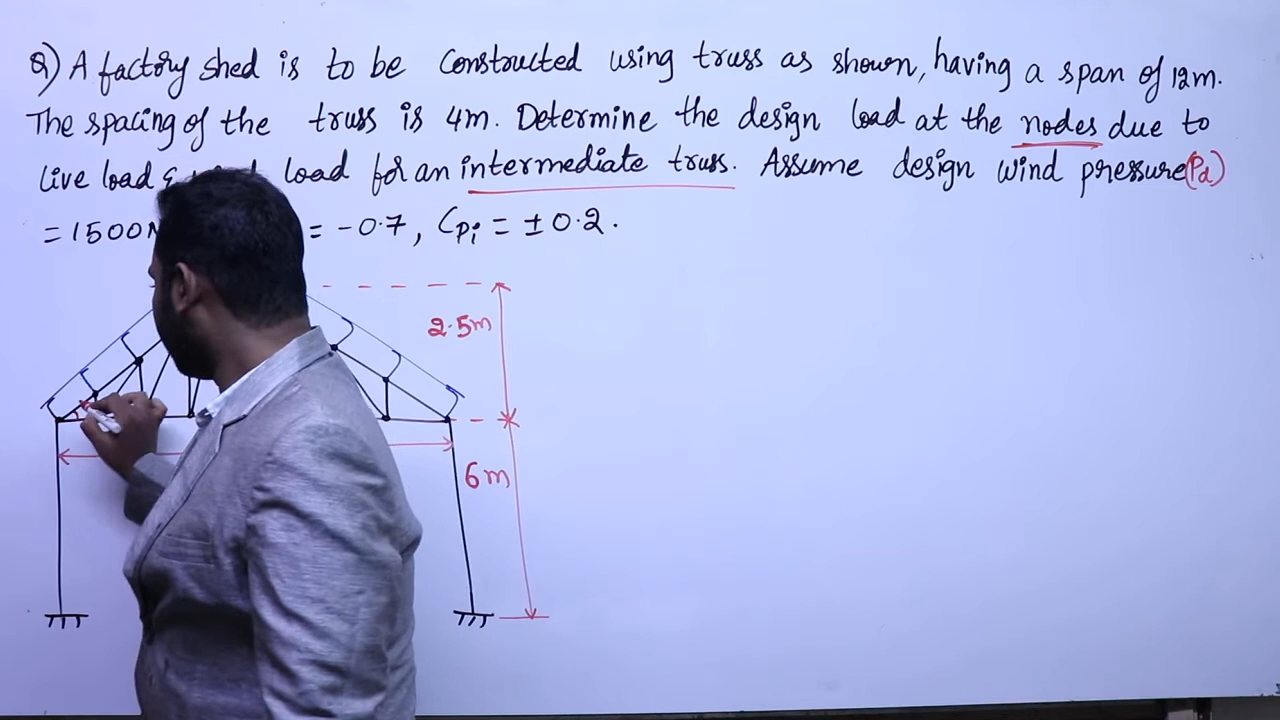 Q) A factory shed is to be constructed using truss as shown, having a span of 12m.
The spacing of the truss is 4m. Determine the design load at the nodes due to
live load & load for an intermediate truss. Assume design wind pressure (Pd)
= 1500 = -0.7, Cpi = ± 0.2.
2.5m
6m